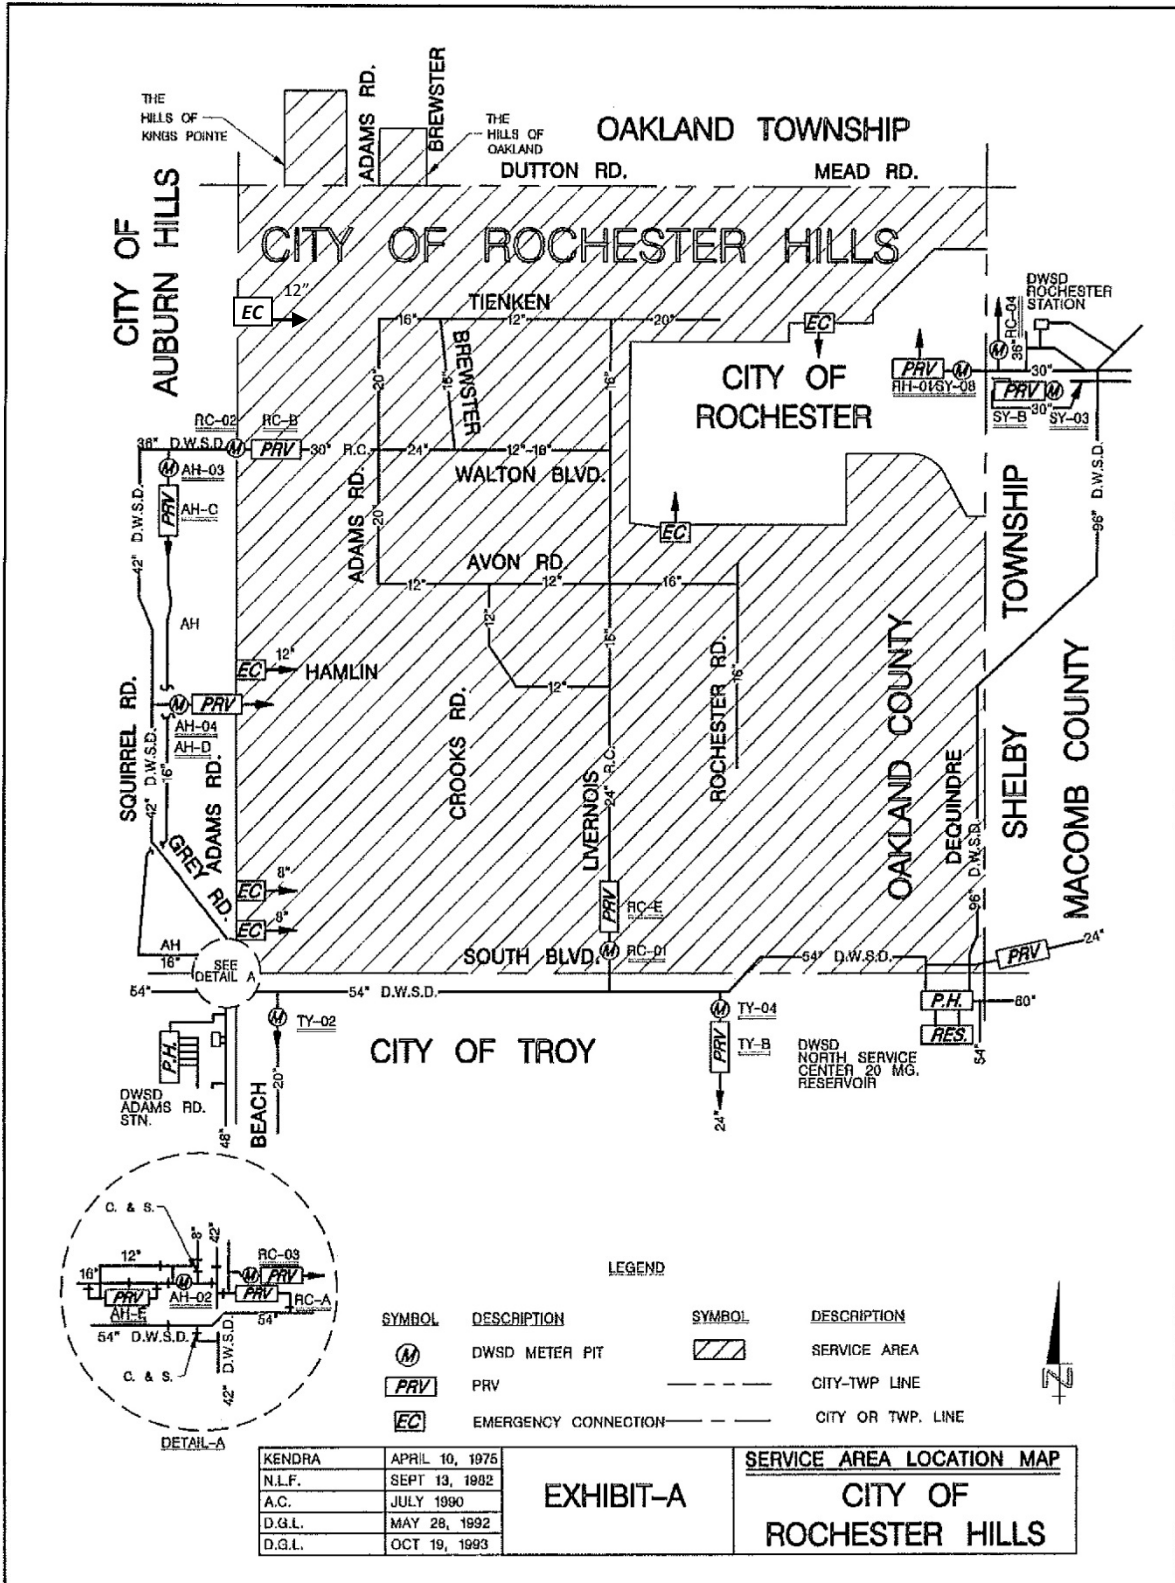 THE
HILLS OF
KINGS POINTE
ADAMS RD.
BREWSTER
THE
HILLS OF
OAKLAND
OAKLAND TOWNSHIP
DUTTON RD.
MEAD RD.
CITY OF
AUBURN HILLS
CITY OF ROCHESTER HILLS
EC
12"
TIENKEN
16"
12"
20"
EC
DWSD
ROCHESTER
STATION
RC-04
36"
M
PRV
M
RH-01
SY-08
30"
PRV
M
30"
SY-B
SY-03
CITY OF
ROCHESTER
20"
BREWSTER
16"
16"
RC-02
RC-B
36"
D.W.S.D
M
PRV
30"
R.C.
24"
12"-16"
WALTON BLVD.
M
AH-03
PRV
AH-C
D.W.S.D.
42"
ADAMS RD.
20"
EC
D.W.S.D.
96"
AVON RD.
12"
12"
16"
AH
12"
16"
EC
12"
HAMLIN
12"
ROCHESTER RD.
16"
OAKLAND COUNTY
SHELBY TOWNSHIP
MACOMB COUNTY
M
PRV
AH-04
AH-D
SQUIRREL RD.
D.W.S.D.
42"
16"
ADAMS RD.
CROOKS RD.
LIVERNOIS
R.C.
24"
DEQUINDRE
D.W.S.D.
96"
GREY RD.
EC
8"
EC
8"
PRV
RC-E
M
RC-01
SOUTH BLVD.
AH
16"
SEE
DETAIL A
54"
54"
D.W.S.D.
54"
D.W.S.D.
PRV
24"
P.H.
60"
RES.
54"
M
TY-02
20"
BEACH
CITY OF TROY
M
TY-04
PRV
TY-B
24"
DWSD
NORTH SERVICE
CENTER 20 MG.
RESERVOIR
P.H.
DWSD
ADAMS RD.
STN.
48"
C. & S.
12"
8"
42"
16"
M
PRV
AH-02
AH-E
RC-03
M
PRV
PRV
RC-A
54"
D.W.S.D.
54"
C. & S.
42"
D.W.S.D.
DETAIL-A
LEGEND
SYMBOL DESCRIPTION SYMBOL DESCRIPTION
M DWSD METER PIT SERVICE AREA
PRV PRV CITY-TWP LINE
EC EMERGENCY CONNECTION CITY OR TWP. LINE
N
KENDRA APRIL 10, 1975
N.L.F. SEPT 13, 1982
A.C. JULY 1990
D.G.L. MAY 28, 1992
D.G.L. OCT 19, 1993
EXHIBIT-A
SERVICE AREA LOCATION MAP
CITY OF
ROCHESTER HILLS